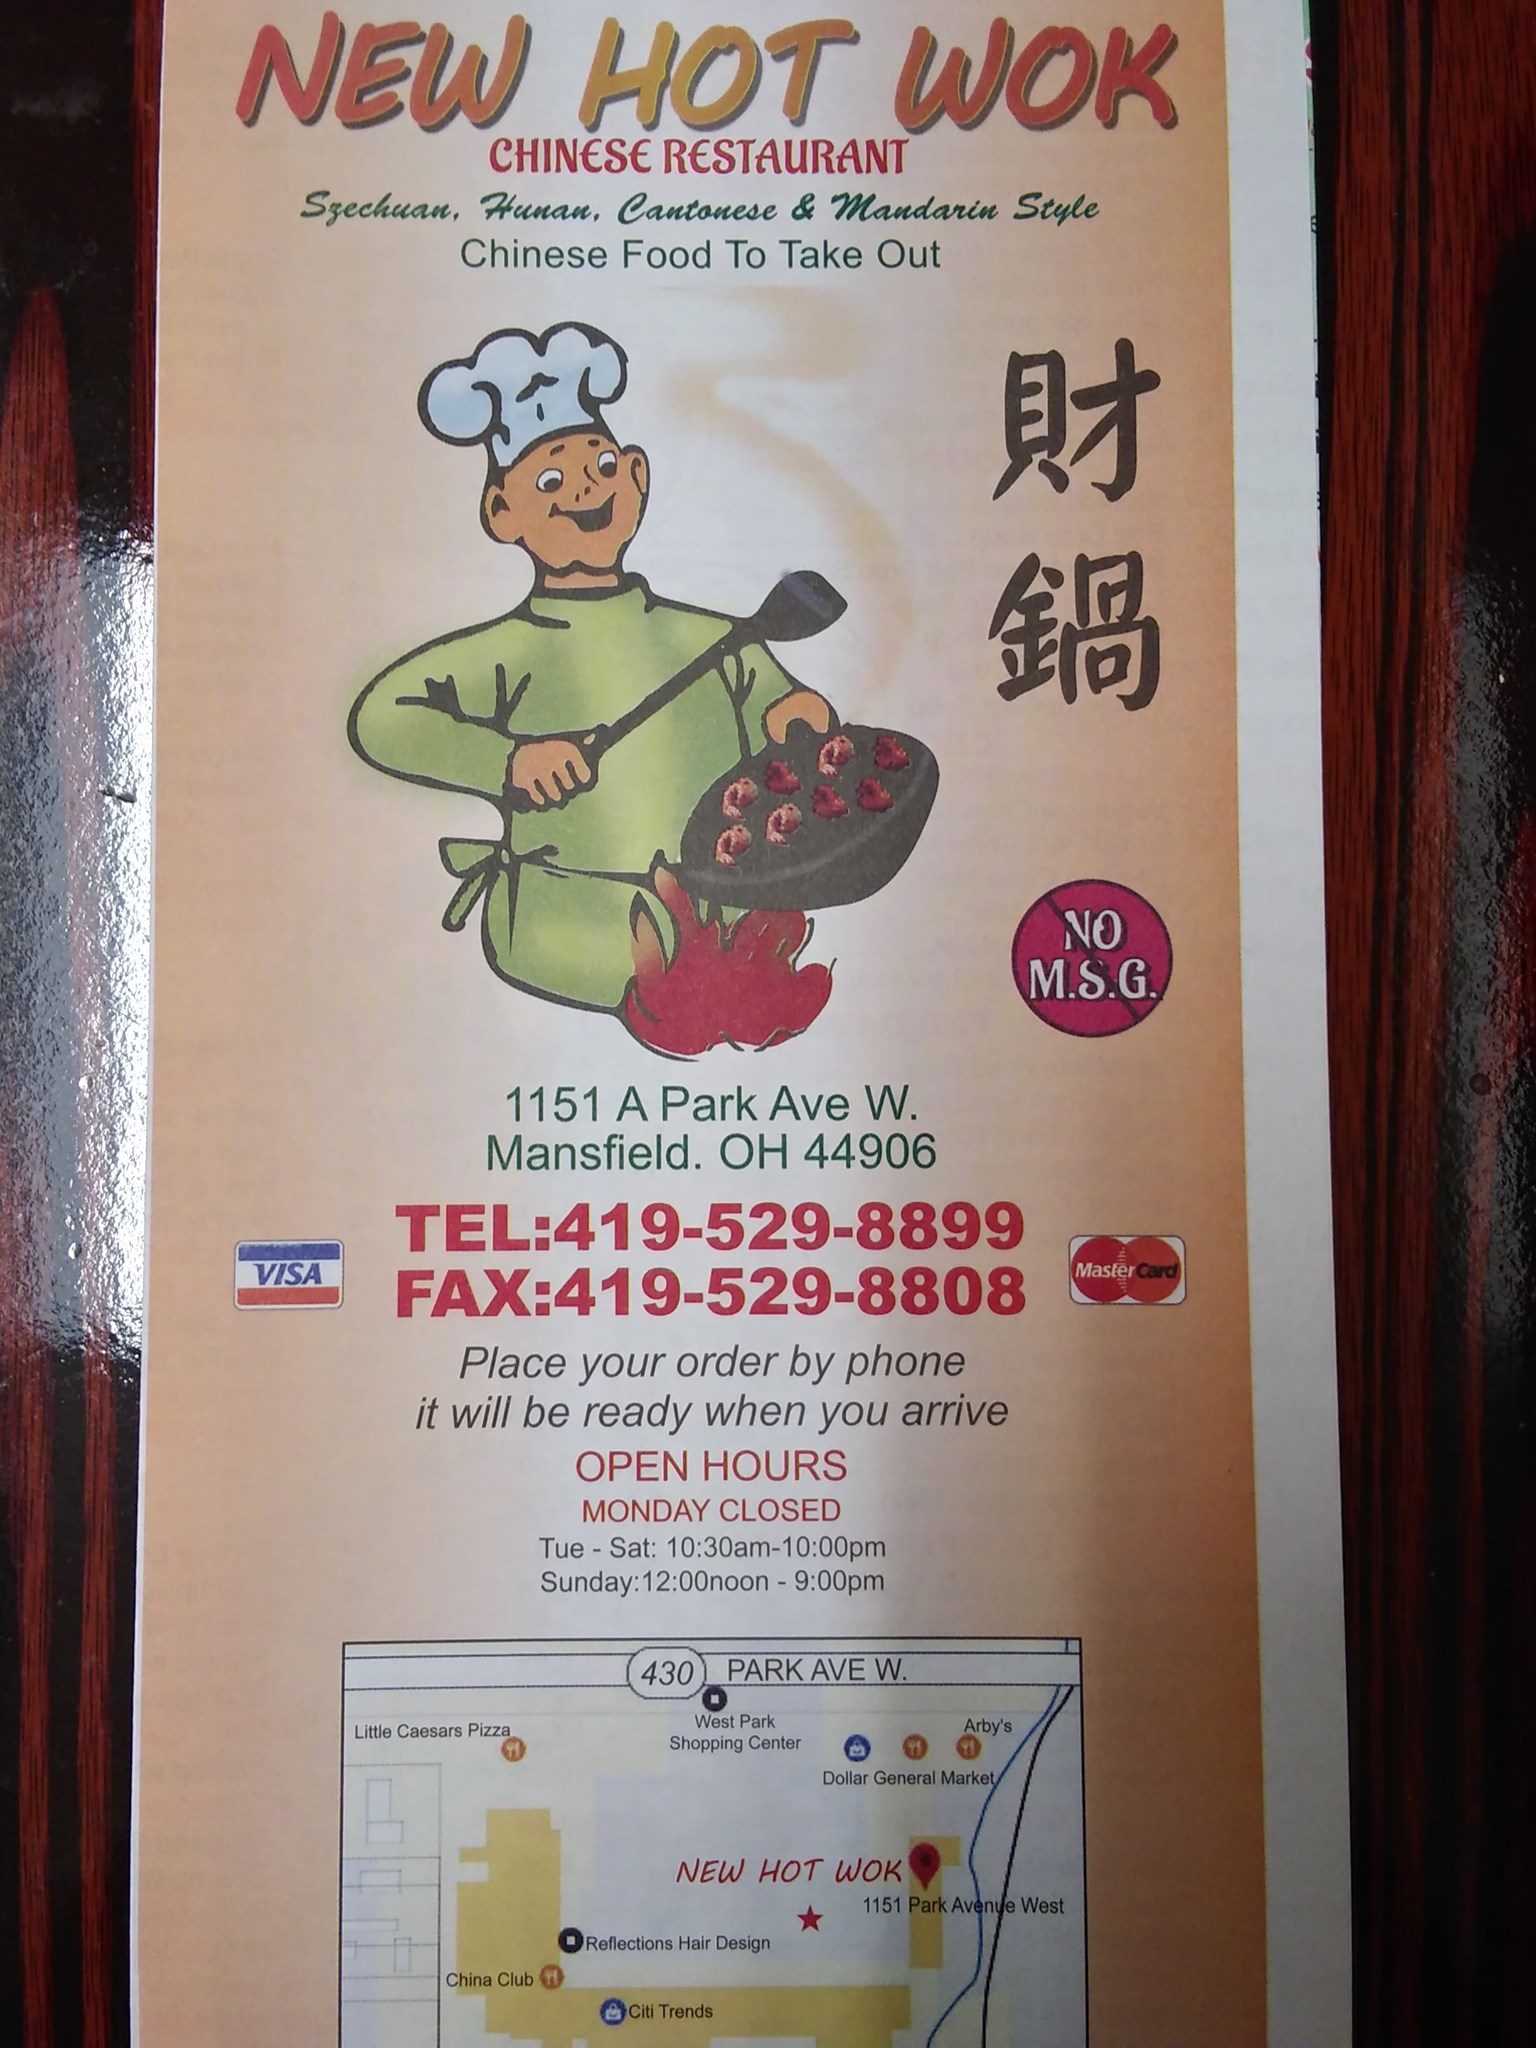 NEW HOT WOK
CHINESE RESTAURANT
Szechuan, Hunan, Cantonese & Mandarin Style
Chinese Food To Take Out
財
鍋
NO
M.S.G.
1151 A Park Ave W.
Mansfield. OH 44906
TEL:419-529-8899
FAX:419-529-8808
VISA
MasterCard
Place your order by phone
it will be ready when you arrive
OPEN HOURS
MONDAY CLOSED
Tue - Sat: 10:30am-10:00pm
Sunday:12:00noon - 9:00pm
430 PARK AVE W.
Little Caesars Pizza
West Park
Shopping Center
Arby's
Dollar General Market
NEW HOT WOK
1151 Park Avenue West
Reflections Hair Design
China Club
Citi Trends